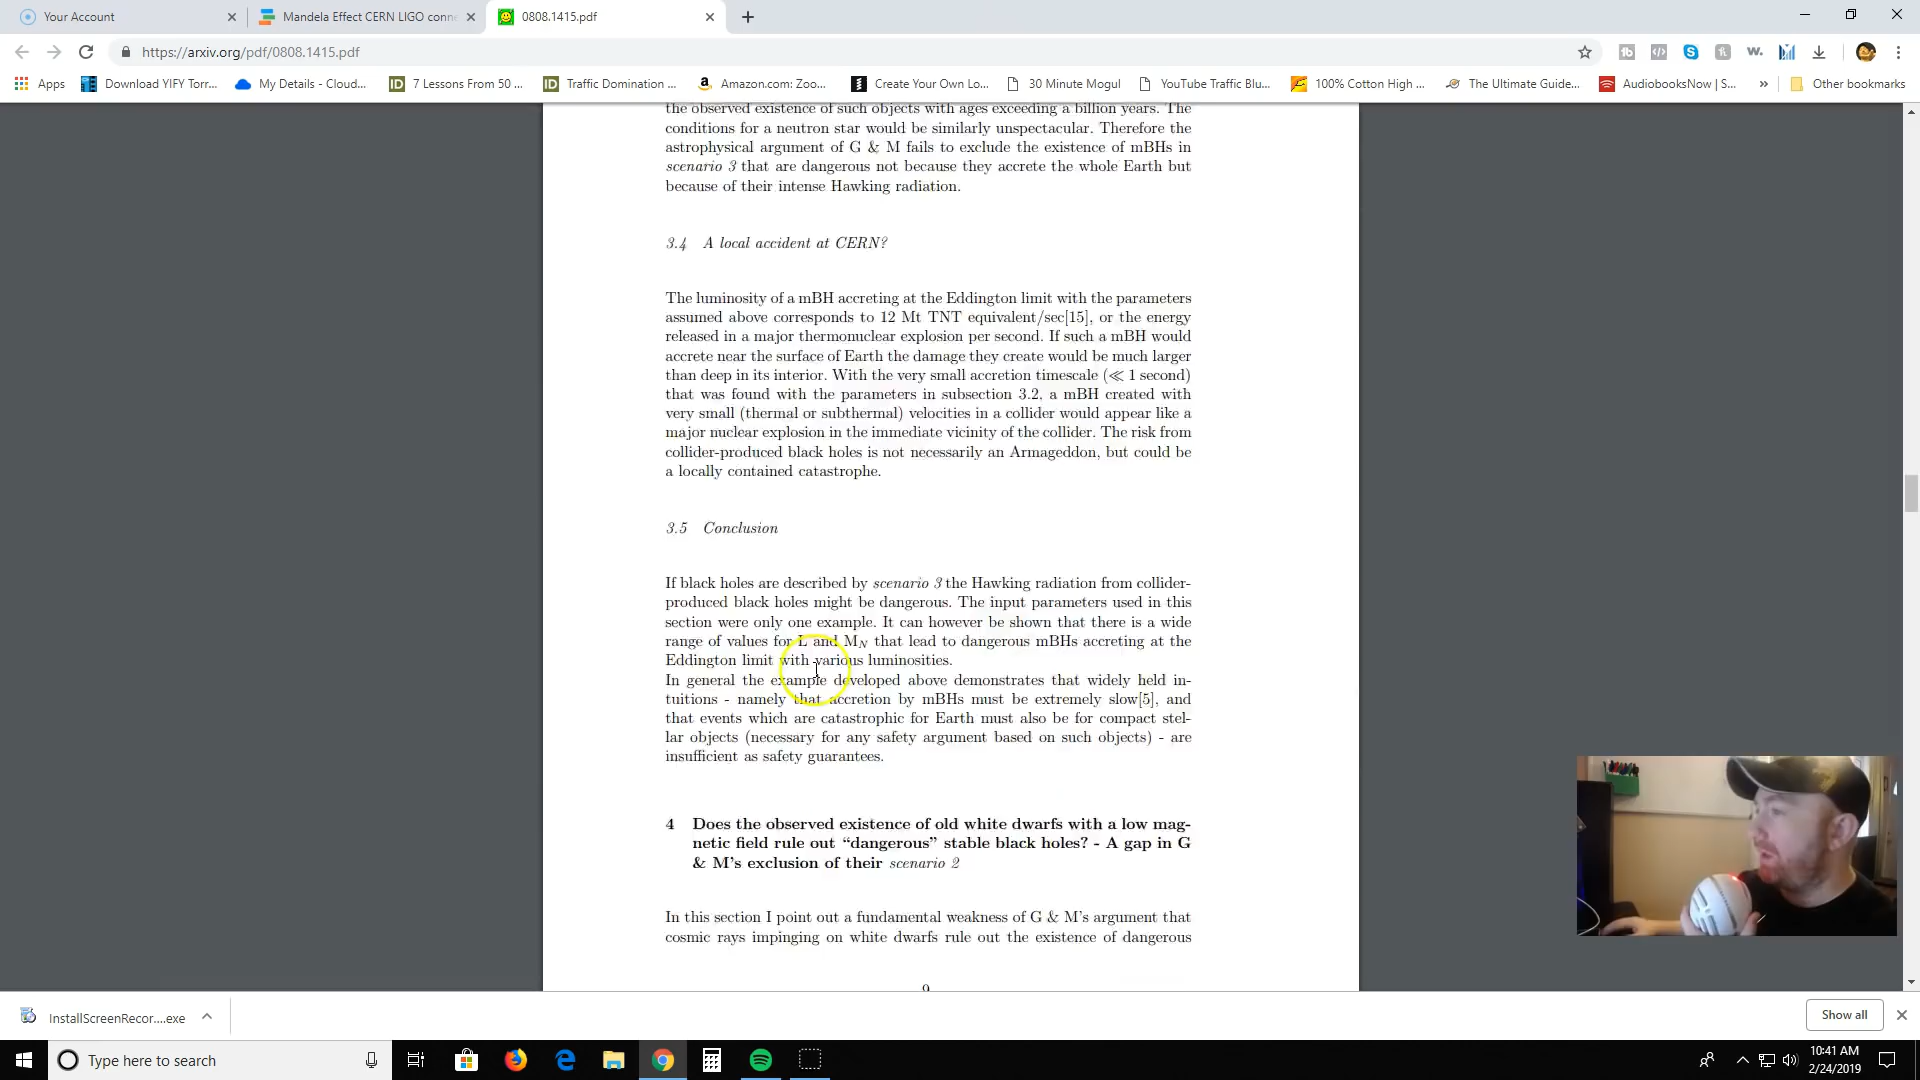 Your Account
Mandela Effect CERN LIGO conne
0808.1415.pdf
https://arxiv.org/pdf/0808.1415.pdf
Apps
Download YIFY Torr...
My Details - Cloud...
ID
7 Lessons From 50 ...
ID
Traffic Domination ...
Amazon.com: Zoo...
Create Your Own Lo...
30 Minute Mogul
YouTube Traffic Blu...
100% Cotton High ...
The Ultimate Guide...
AudiobooksNow | S...
Other bookmarks
the observed existence of such objects with ages exceeding a billion years. The
conditions for a neutron star would be similarly unspectacular. Therefore the
astrophysical argument of G & M fails to exclude the existence of mBHs in
scenario 3 that are dangerous not because they accrete the whole Earth but
because of their intense Hawking radiation.
3.4 A local accident at CERN?
The luminosity of a mBH accreting at the Eddington limit with the parameters
assumed above corresponds to 12 Mt TNT equivalent/sec[15], or the energy
released in a major thermonuclear explosion per second. If such a mBH would
accrete near the surface of Earth the damage they create would be much larger
than deep in its interior. With the very small accretion timescale (≪ 1 second)
that was found with the parameters in subsection 3.2, a mBH created with
very small (thermal or subthermal) velocities in a collider would appear like a
major nuclear explosion in the immediate vicinity of the collider. The risk from
collider-produced black holes is not necessarily an Armageddon, but could be
a locally contained catastrophe.
3.5 Conclusion
If black holes are described by scenario 3 the Hawking radiation from collider-
produced black holes might be dangerous. The input parameters used in this
section were only one example. It can however be shown that there is a wide
range of values for L and M_N that lead to dangerous mBHs accreting at the
Eddington limit with various luminosities.
In general the example developed above demonstrates that widely held in-
tuitions - namely that accretion by mBHs must be extremely slow[5], and
that events which are catastrophic for Earth must also be for compact stel-
lar objects (necessary for any safety argument based on such objects) - are
insufficient as safety guarantees.
4 Does the observed existence of old white dwarfs with a low mag-
netic field rule out “dangerous” stable black holes? - A gap in G
& M’s exclusion of their scenario 2
In this section I point out a fundamental weakness of G & M’s argument that
cosmic rays impinging on white dwarfs rule out the existence of dangerous
9
InstallScreenRecor....exe
Show all
Type here to search
10:41 AM
2/24/2019